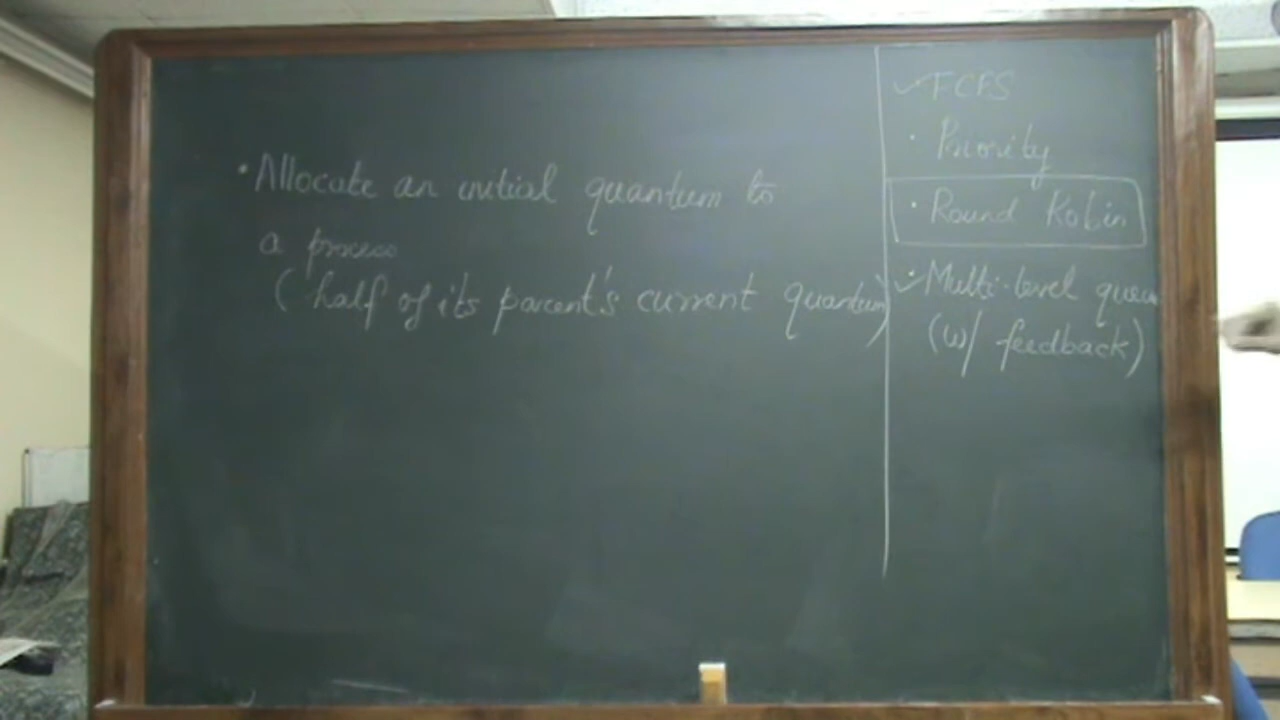 • Allocate an initial quantum to
a process
(half of its parent's current quantum)
✓ FCFS
• Priority
• Round Robin
✓ Multi-level queue
(w/ feedback)